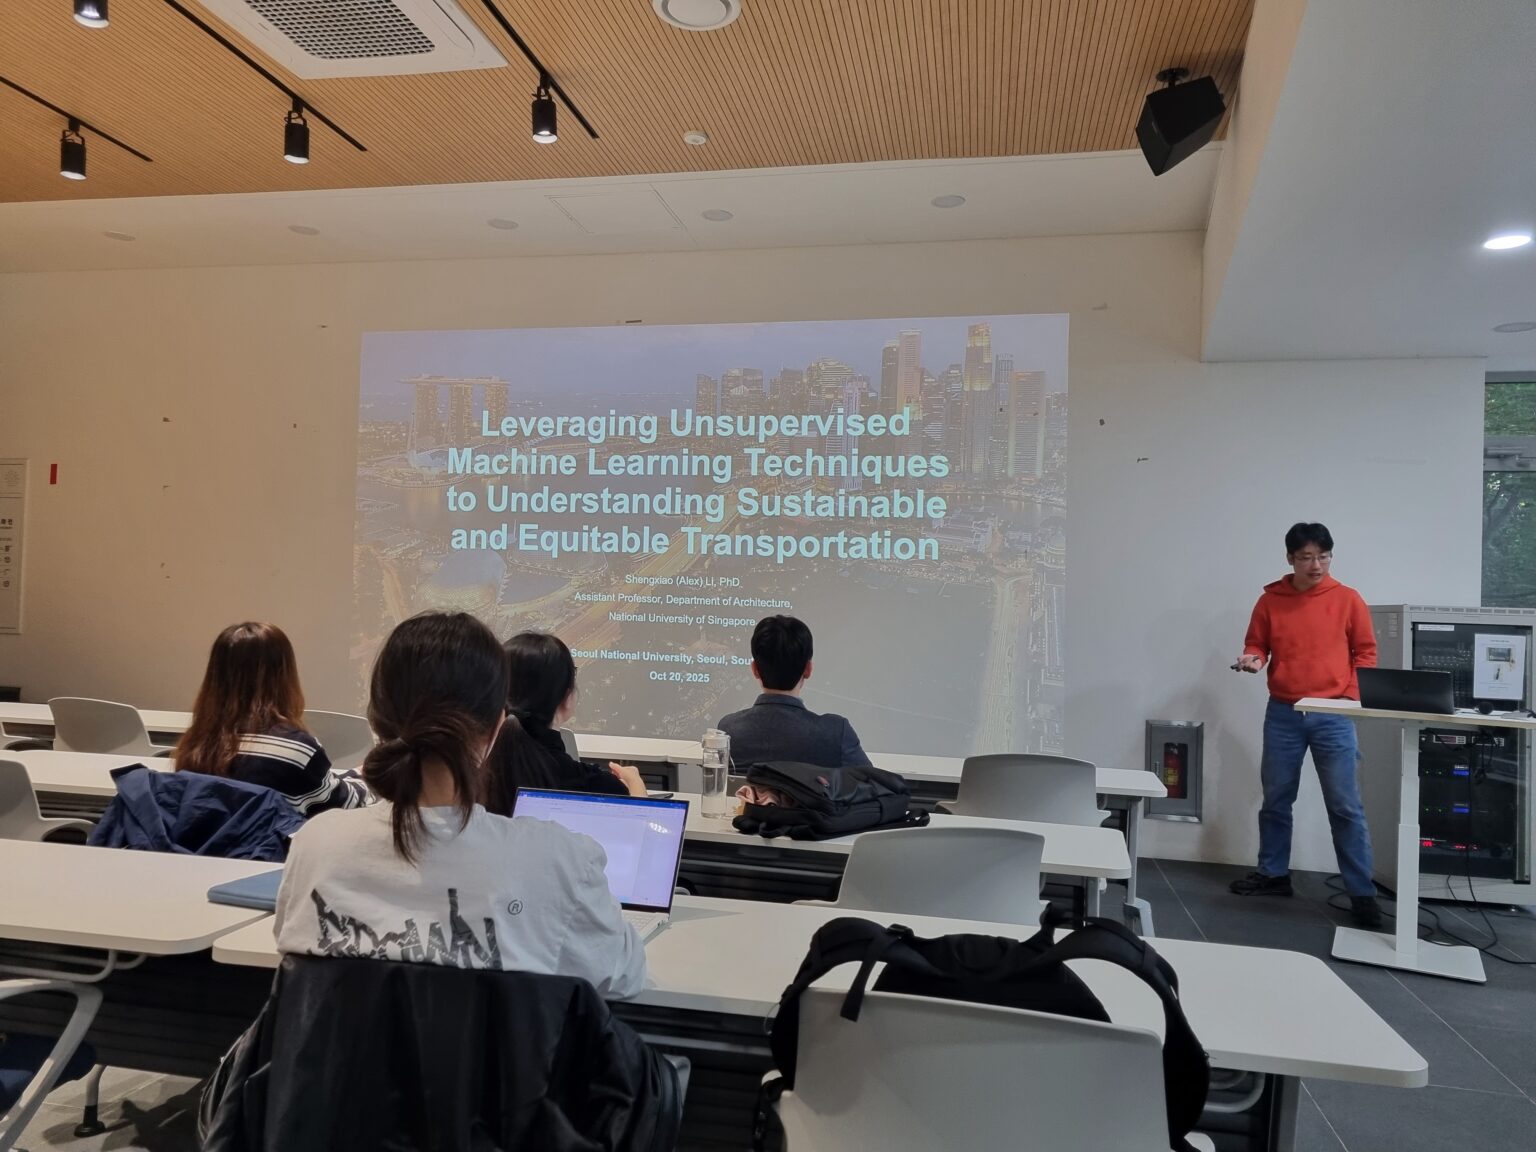 Leveraging Unsupervised
Machine Learning Techniques
to Understanding Sustainable
and Equitable Transportation
Shengxiao (Alex) LI, PhD
Assistant Professor, Department of Architecture,
National University of Singapore
Seoul National University, Seoul,
Oct 20, 2025
®